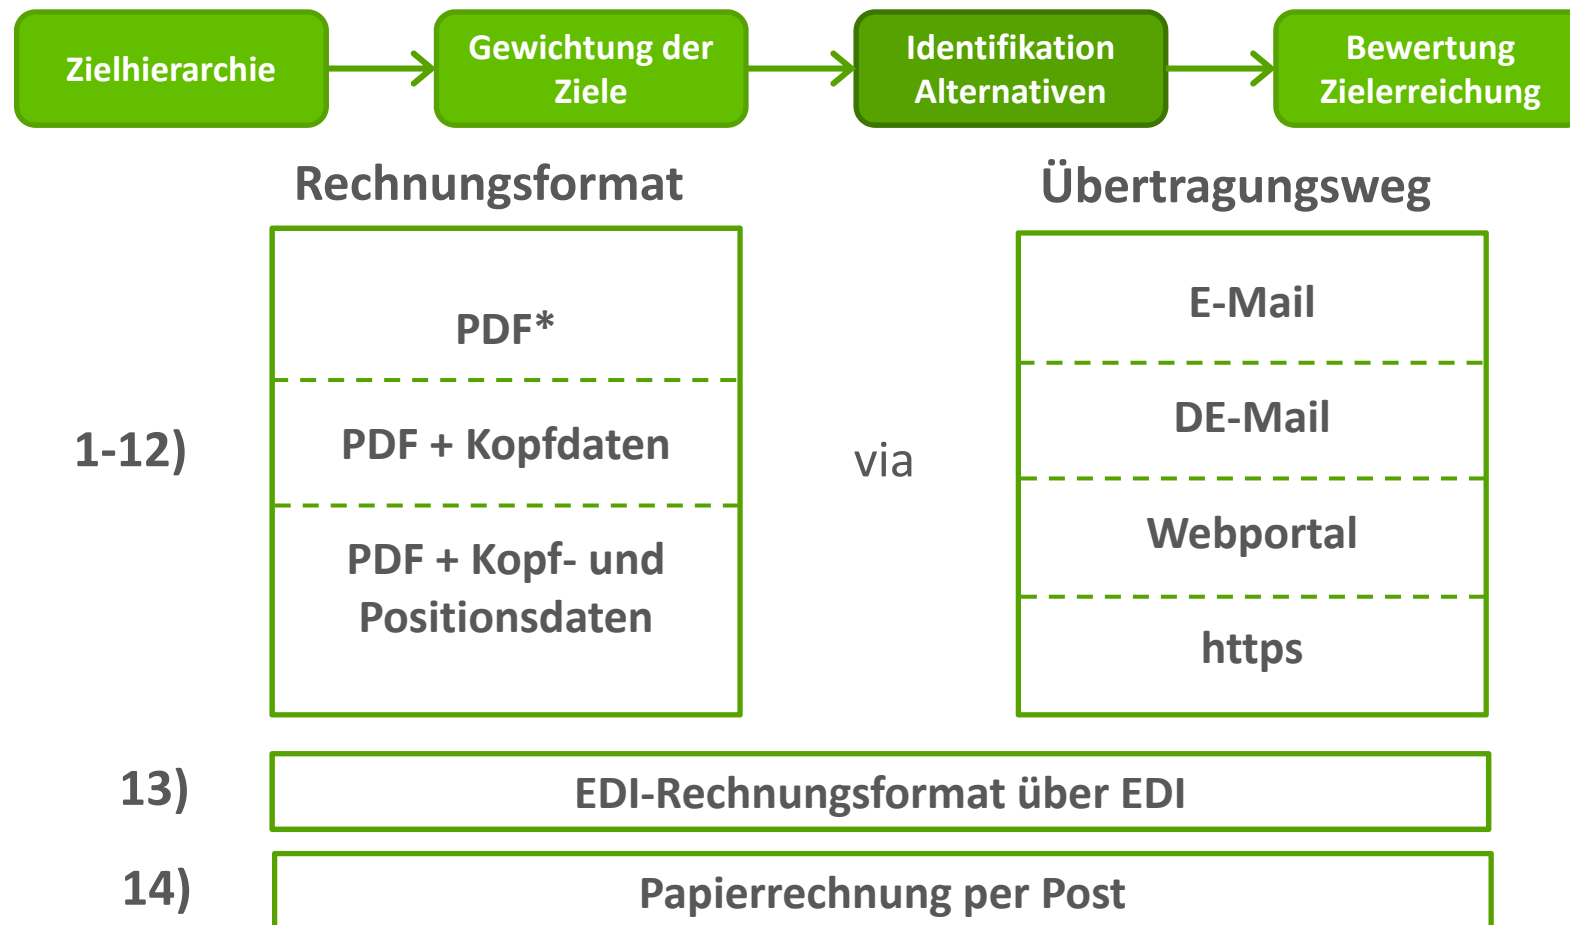 Zielhierarchie
Gewichtung der
Ziele
Identifikation
Alternativen
Bewertung
Zielerreichung
Rechnungsformat
Übertragungsweg
1-12)
PDF*
PDF + Kopfdaten
PDF + Kopf- und
Positionsdaten
via
E-Mail
DE-Mail
Webportal
https
13)
EDI-Rechnungsformat über EDI
14)
Papierrechnung per Post